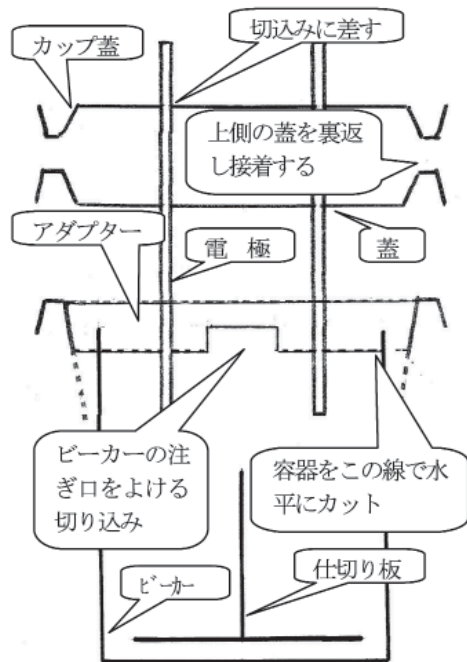 カップ蓋
切込みに差す
上側の蓋を裏返
し接着する
アダプター
電極
蓋
ビーカーの注
ぎ口をよける
切り込み
容器をこの線で水
平にカット
ビーカー
仕切り板